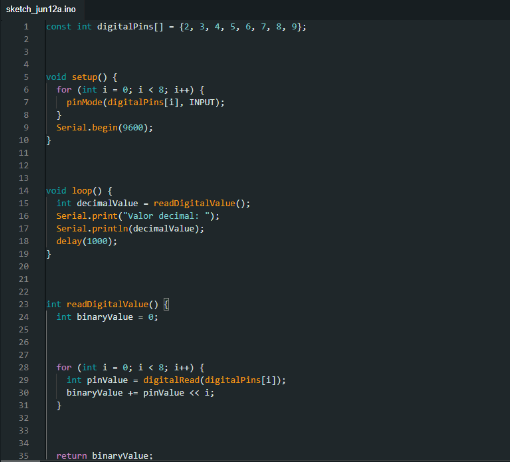 sketch_jun12a.ino
1 const int digitalPins[] = {2, 3, 4, 5, 6, 7, 8, 9};
2
3
4
5 void setup() {
6 for (int i = 0; i < 8; i++) {
7 pinMode(digitalPins[i], INPUT);
8 }
9 Serial.begin(9600);
10 }
11
12
13
14 void loop() {
15 int decimalValue = readDigitalValue();
16 Serial.print("Valor decimal: ");
17 Serial.println(decimalValue);
18 delay(1000);
19 }
20
21
22
23 int readDigitalValue() {
24 int binaryValue = 0;
25
26
27
28 for (int i = 0; i < 8; i++) {
29 int pinValue = digitalRead(digitalPins[i]);
30 binaryValue += pinValue << i;
31 }
32
33
34
35 return binaryValue;